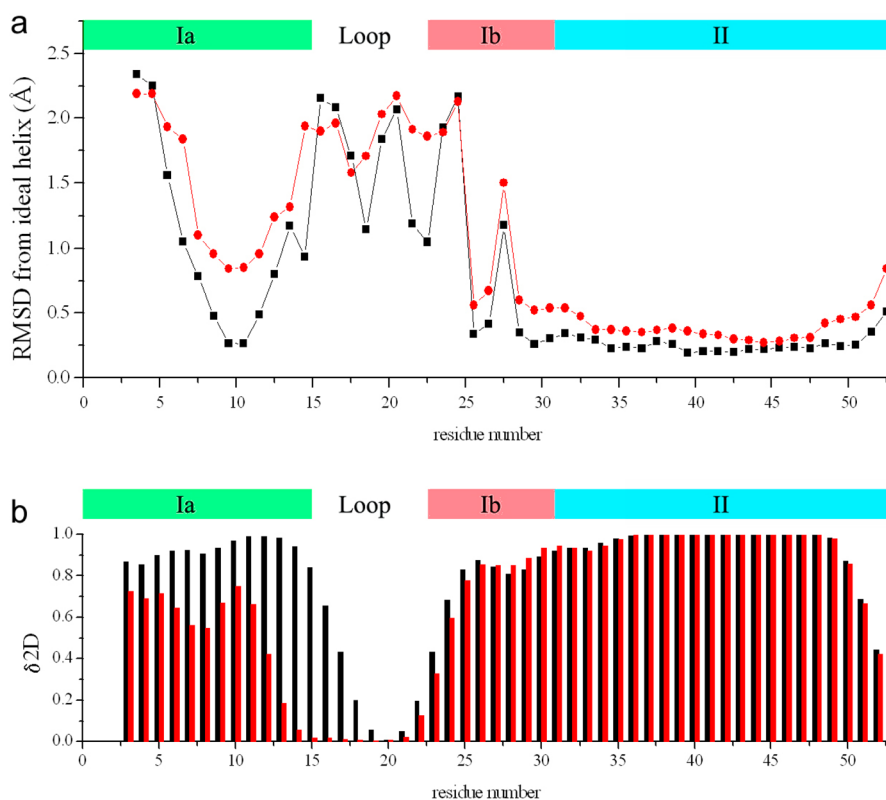 a
Ia Loop Ib II
2.5
2.0
1.5
1.0
0.5
0.0
RMSD from ideal helix (Å)
0 5 10 15 20 25 30 35 40 45 50
residue number
b
Ia Loop Ib II
1.0
0.8
0.6
0.4
0.2
0.0
δ2D
0 5 10 15 20 25 30 35 40 45 50
residue number